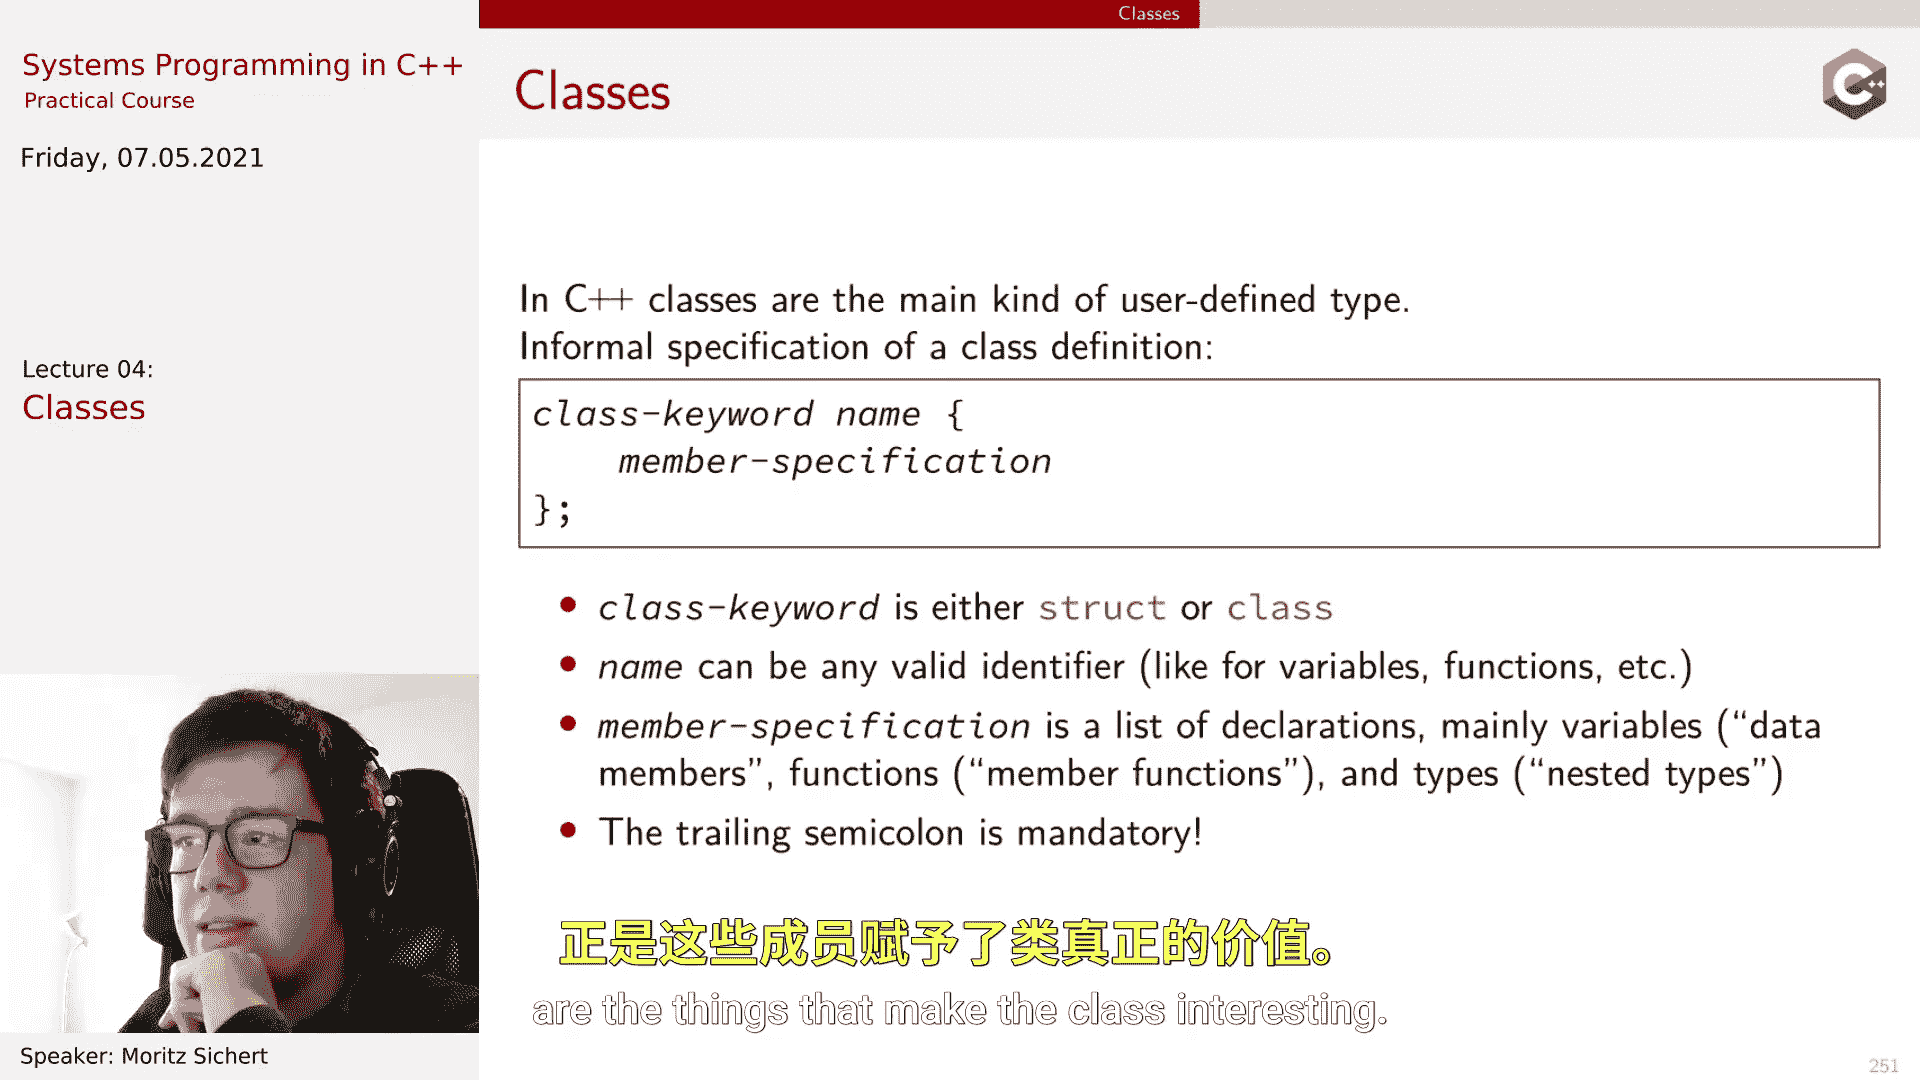 Classes
Systems Programming in C++
Practical Course
Friday, 07.05.2021
Lecture 04:
Classes
Speaker: Moritz Sichert
Classes
C++
In C++ classes are the main kind of user-defined type.
Informal specification of a class definition:
class-keyword name {
member-specification
};
• class-keyword is either struct or class
• name can be any valid identifier (like for variables, functions, etc.)
• member-specification is a list of declarations, mainly variables (“data
members”, functions (“member functions”), and types (“nested types”)
• The trailing semicolon is mandatory!
正是这些成员赋予了类真正的价值。
are the things that make the class interesting.
251